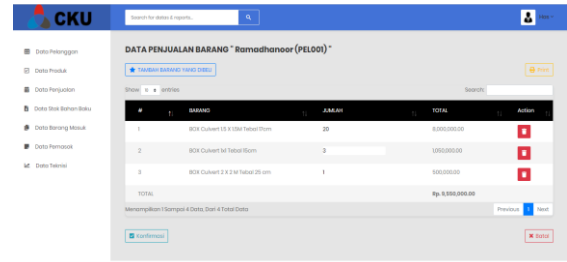 CKU
Search for datas & reports...
Data Pelanggan
Data Produk
Data Penjualan
Data Stok Bahan Baku
Data Barang Masuk
Data Pemasok
Data Teknisi
DATA PENJUALAN BARANG " Ramadhanoor (PEL001) "
TAMBAH BARANG YANG DIBELI
Print
Show entries
Search:
# BARANG JUMLAH TOTAL Action
1 BOX Culvert 1.5 X 1.5M Tebal 17cm 20 8,000,000.00
2 BOX Culvert 1x1 Tebal 15cm 3 1,050,000.00
3 BOX Culvert 2 X 2 M Tebal 25 cm 1 500,000.00
TOTAL Rp. 9,550,000.00
Menampilkan 1 Sampai 4 Data, Dari 4 Total Data
Previous 1 Next
Konfirmasi
Batal